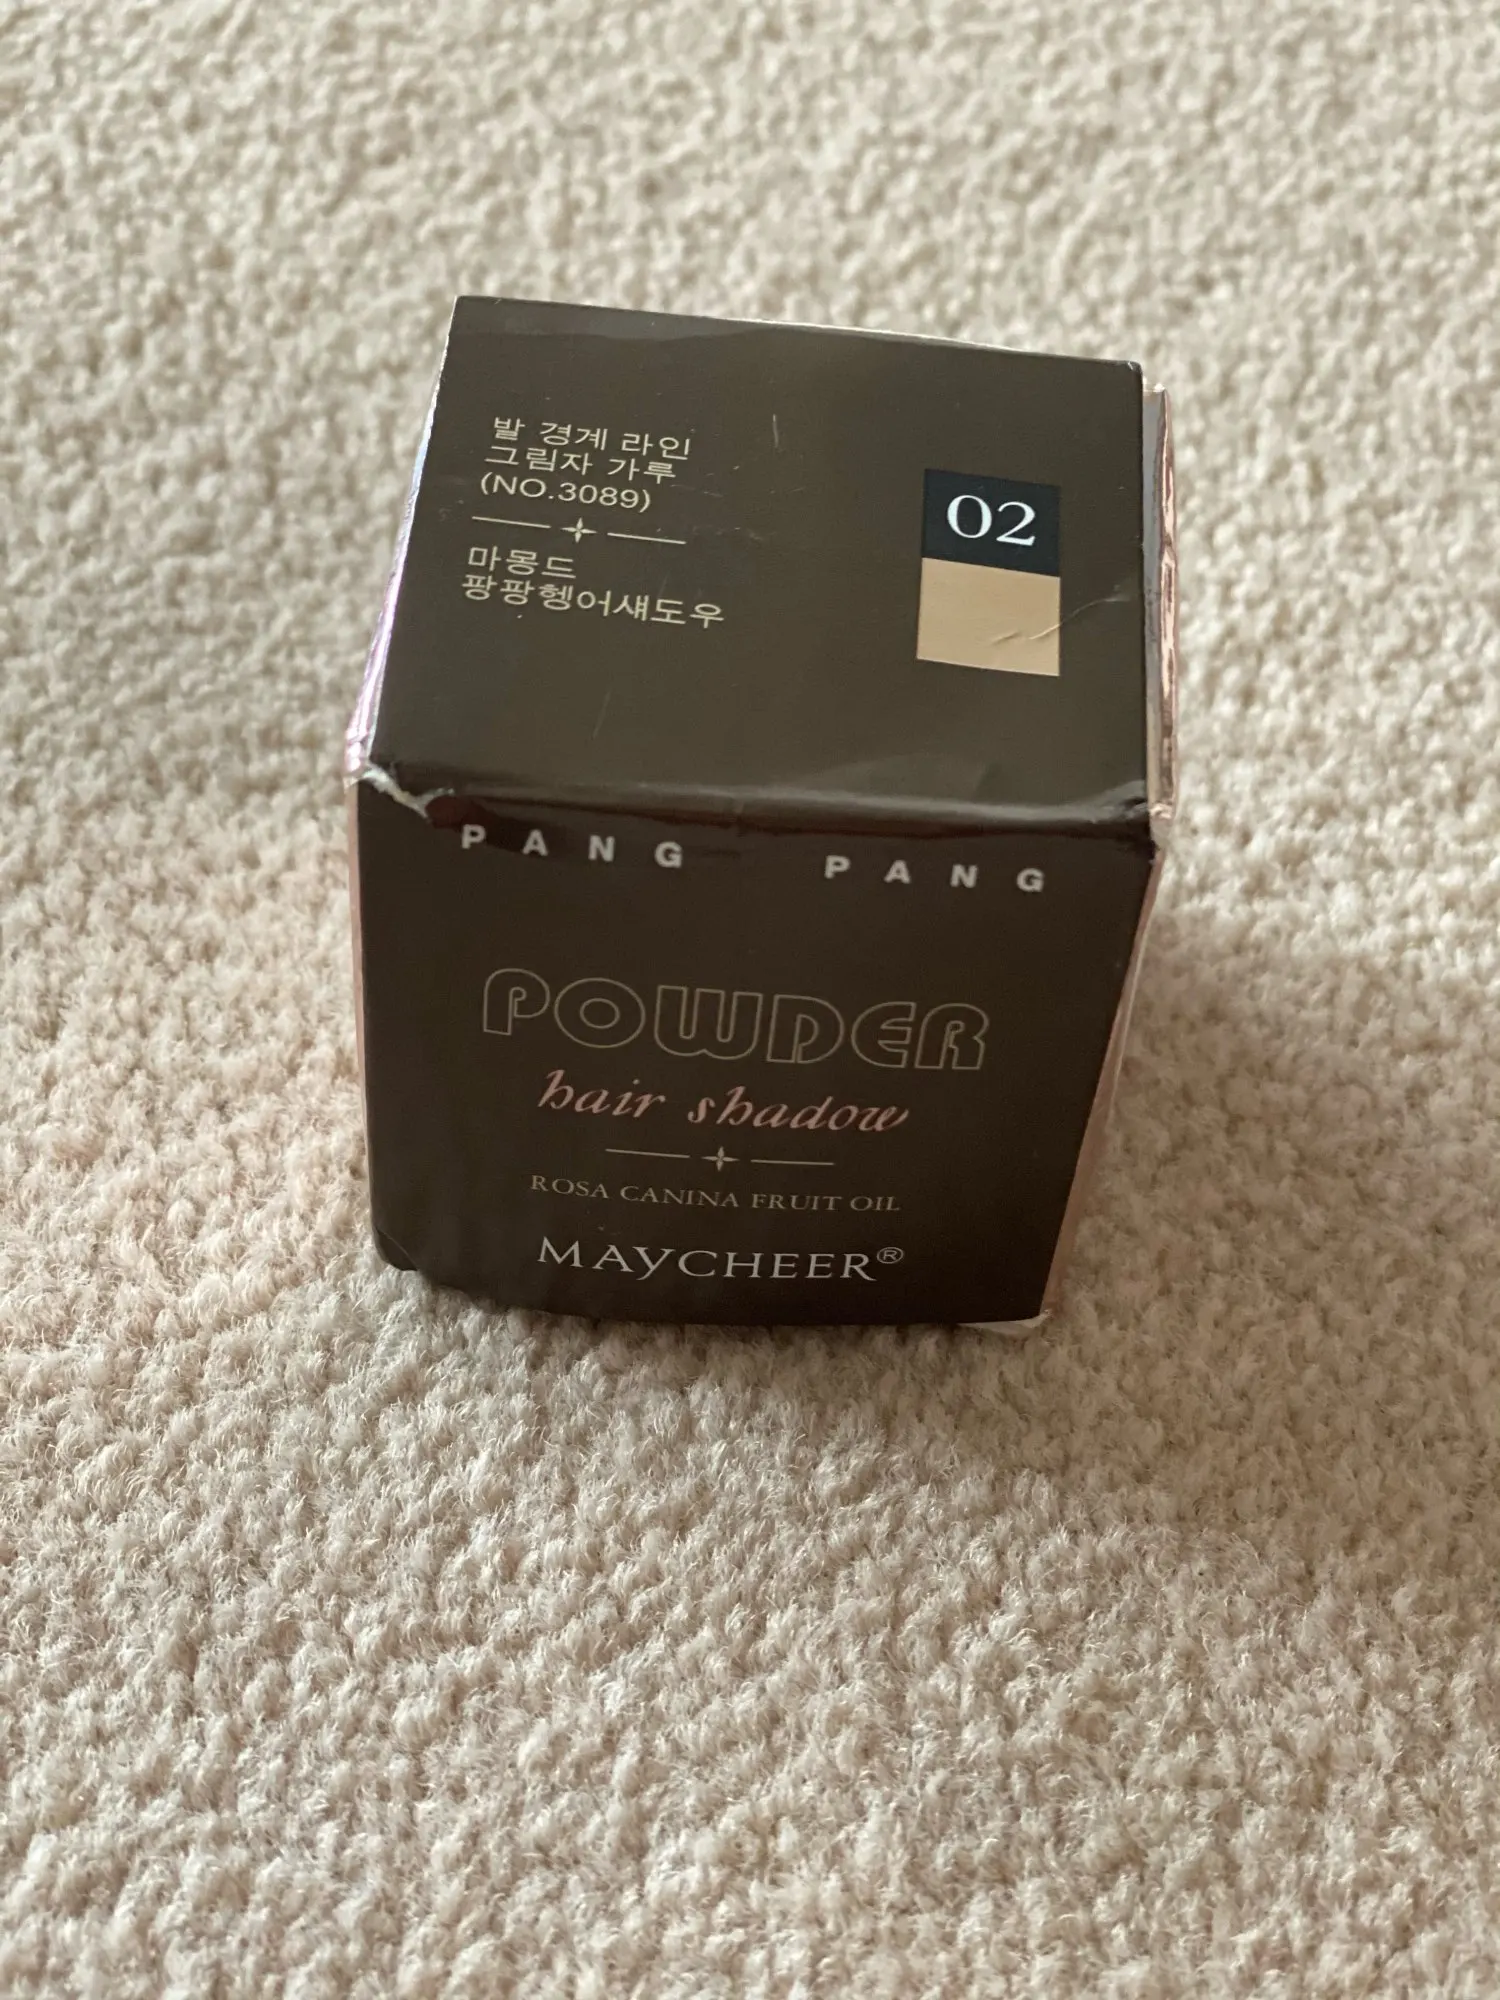 발 경계 라인
그림자 가루
(NO.3089)
마몽드
팡팡헹어섀도우
02
PANG PANG
POWDER
hair shadow
ROSA CANINA FRUIT OIL
MAYCHEER®